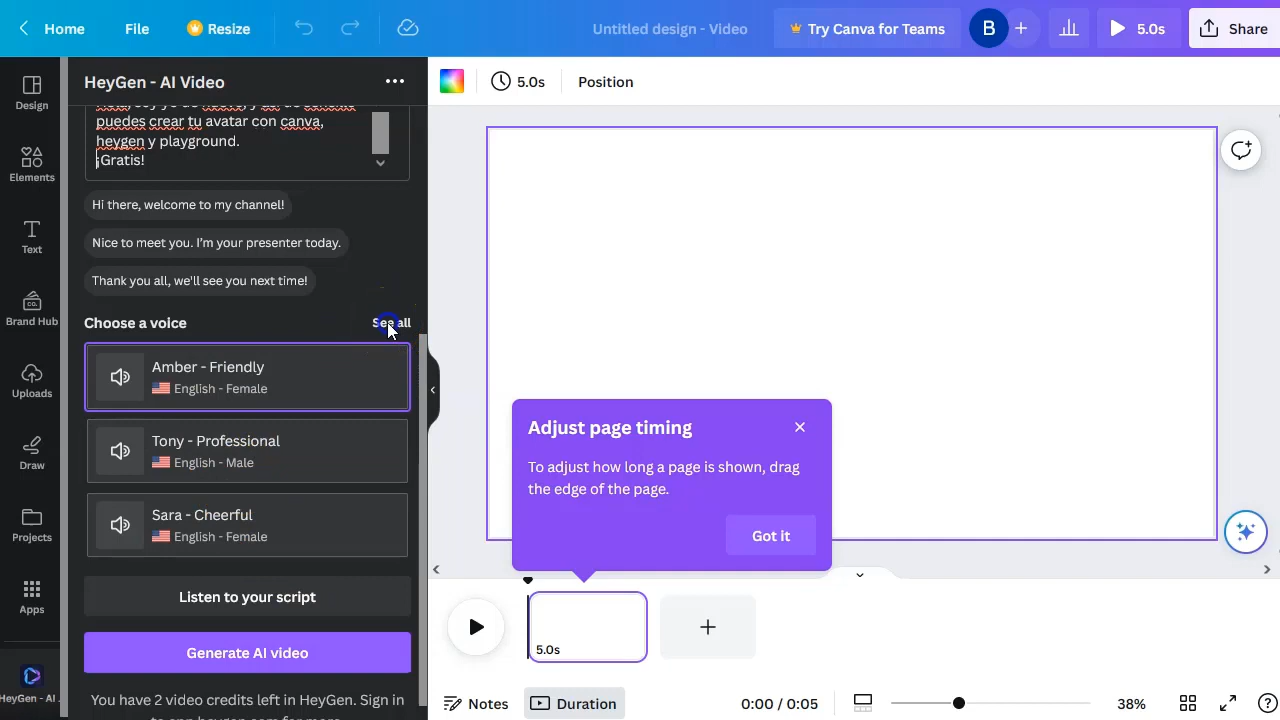 Home
File
Resize
Untitled design - Video
Try Canva for Teams
B
5.0s
Share
Design
Elements
Text
Brand Hub
CO.
Uploads
Draw
Projects
Apps
HeyGen - AI
HeyGen - AI Video
puedes crear tu avatar con canva,
heygen y playground.
¡Gratis!
Hi there, welcome to my channel!
Nice to meet you. I'm your presenter today.
Thank you all, we'll see you next time!
Choose a voice
See all
Amber - Friendly
English - Female
Tony - Professional
English - Male
Sara - Cheerful
English - Female
Listen to your script
Generate AI video
You have 2 video credits left in HeyGen. Sign in
5.0s
Position
Adjust page timing
To adjust how long a page is shown, drag
the edge of the page.
Got it
5.0s
Notes
Duration
0:00 / 0:05
38%